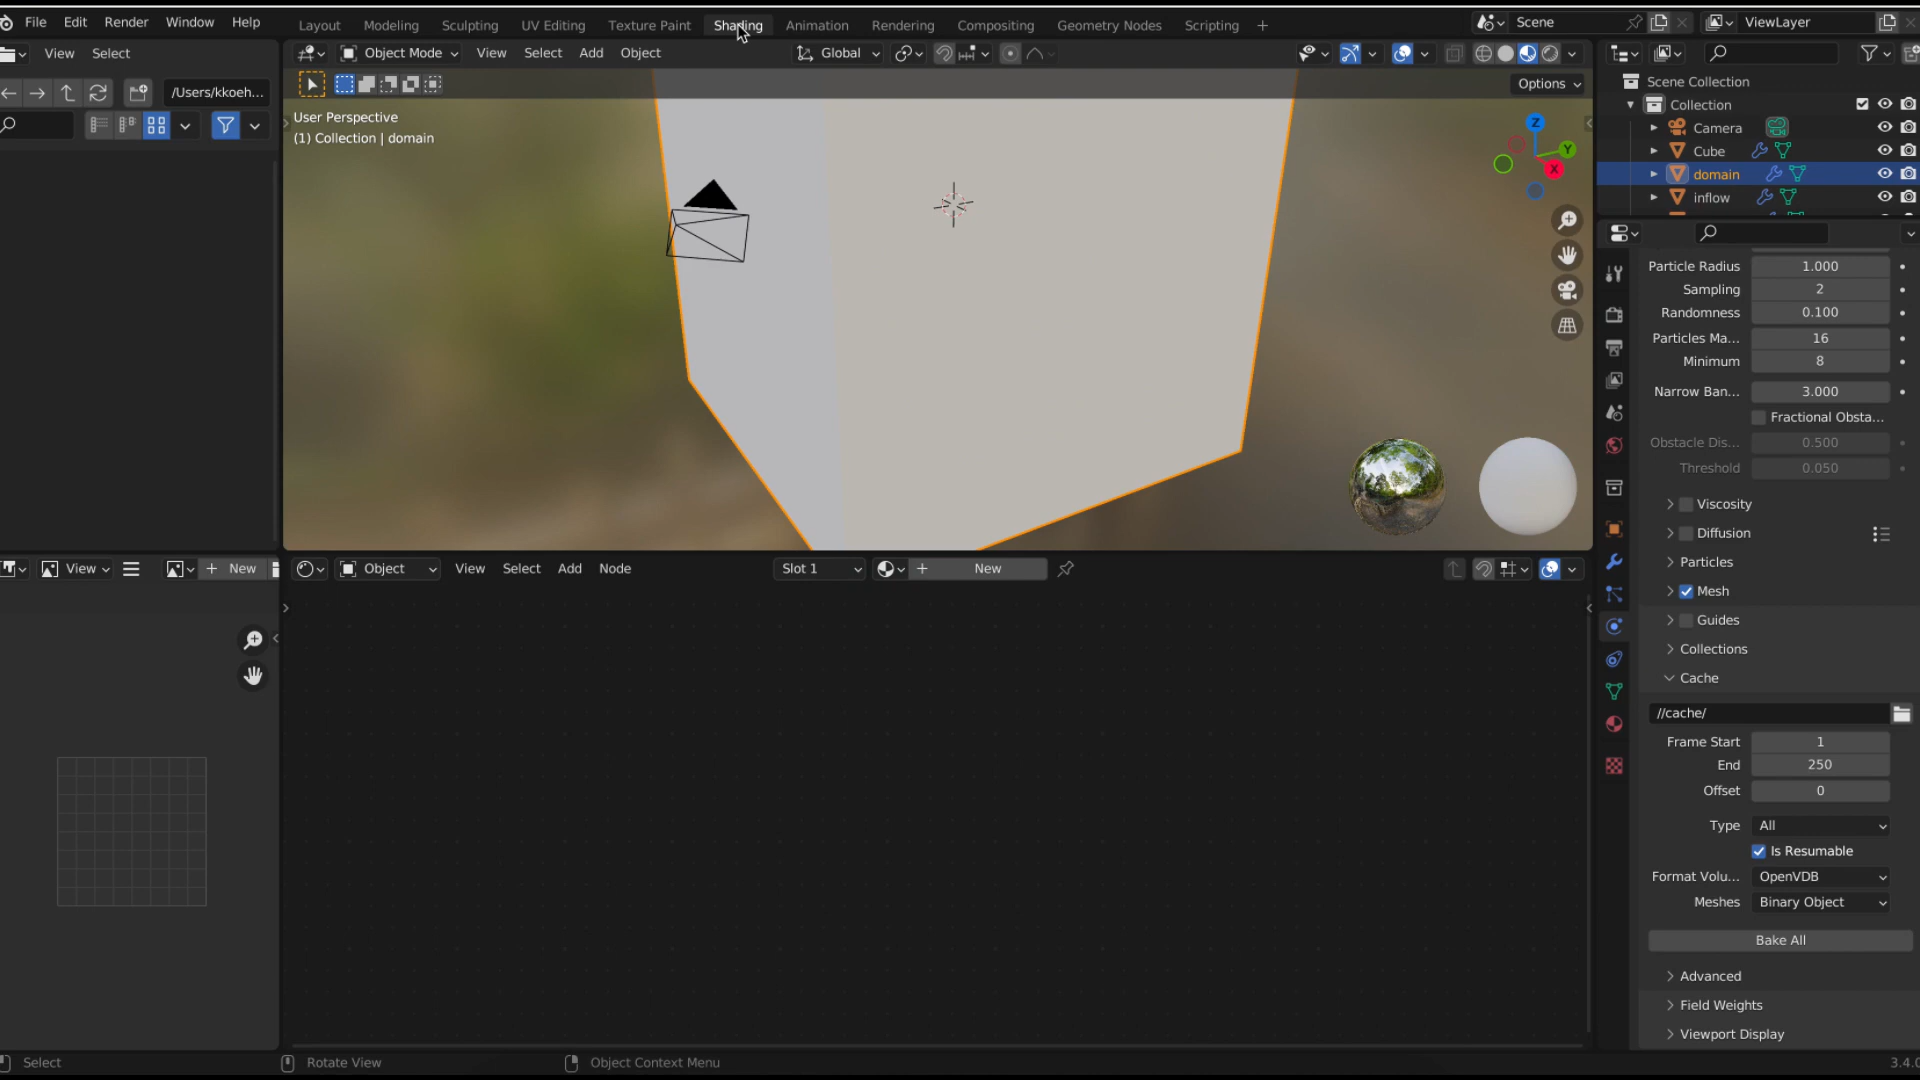 File Edit Render Window Help Layout Modeling Sculpting UV Editing Texture Paint Shading Animation Rendering Compositing Geometry Nodes Scripting + Scene ViewLayer
View Select Object Mode View Select Add Object Global
/Users/kkoeh... Options
User Perspective
(1) Collection | domain
Z
Y
X
Scene Collection
Collection
Camera
Cube
domain
inflow
Particle Radius 1.000
Sampling 2
Randomness 0.100
Particles Ma... 16
Minimum 8
Narrow Ban... 3.000
Fractional Obsta...
Obstacle Dis... 0.500
Threshold 0.050
Viscosity
Diffusion
Particles
Mesh
Guides
Collections
Cache
//cache/
Frame Start 1
End 250
Offset 0
Type All
Is Resumable
Format Volu... OpenVDB
Meshes Binary Object
Bake All
Advanced
Field Weights
Viewport Display
View + New Object View Select Add Node Slot 1 + New
Select Rotate View Object Context Menu 3.4.0